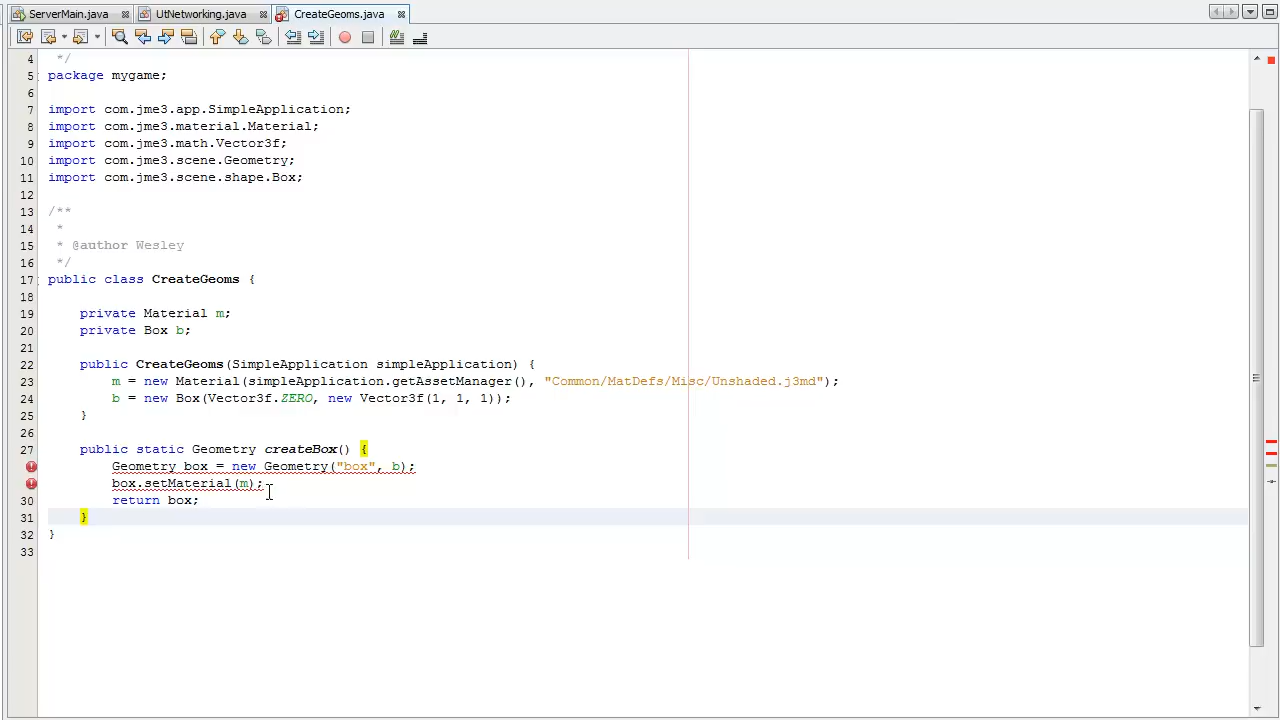 ServerMain.java UtNetworking.java CreateGeoms.java
4 */
5 package mygame;
6
7 import com.jme3.app.SimpleApplication;
8 import com.jme3.material.Material;
9 import com.jme3.math.Vector3f;
10 import com.jme3.scene.Geometry;
11 import com.jme3.scene.shape.Box;
12
13 /**
14 *
15 * @author Wesley
16 */
17 public class CreateGeoms {
18
19 private Material m;
20 private Box b;
21
22 public CreateGeoms(SimpleApplication simpleApplication) {
23 m = new Material(simpleApplication.getAssetManager(), "Common/MatDefs/Misc/Unshaded.j3md");
24 b = new Box(Vector3f.ZERO, new Vector3f(1, 1, 1));
25 }
26
27 public static Geometry createBox() {
Geometry box = new Geometry("box", b);
box.setMaterial(m);
30 return box;
31 }
32 }
33